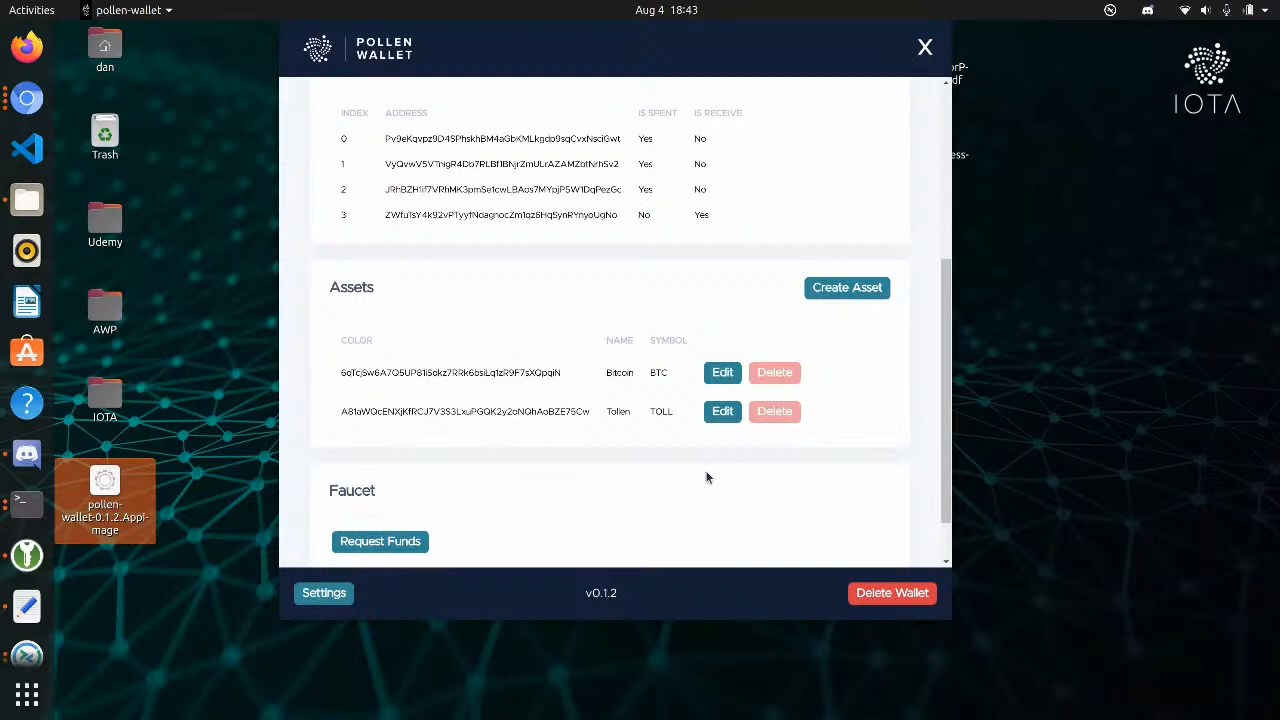 Activities
pollen-wallet
Aug 4 18:43
dan
Trash
Udemy
AWP
IOTA
pollen-
wallet-0.1.2.AppI-
mage
POLLEN
WALLET
X
INDEX ADDRESS IS SPENT IS RECEIVE
0 Yes No
1 Yes No
2 Yes No
3 No Yes
Assets
Create Asset
COLOR NAME SYMBOL
Bitcoin BTC Edit Delete
Tollen TOLL Edit Delete
Faucet
Request Funds
Settings
v0.1.2
Delete Wallet
IOTA